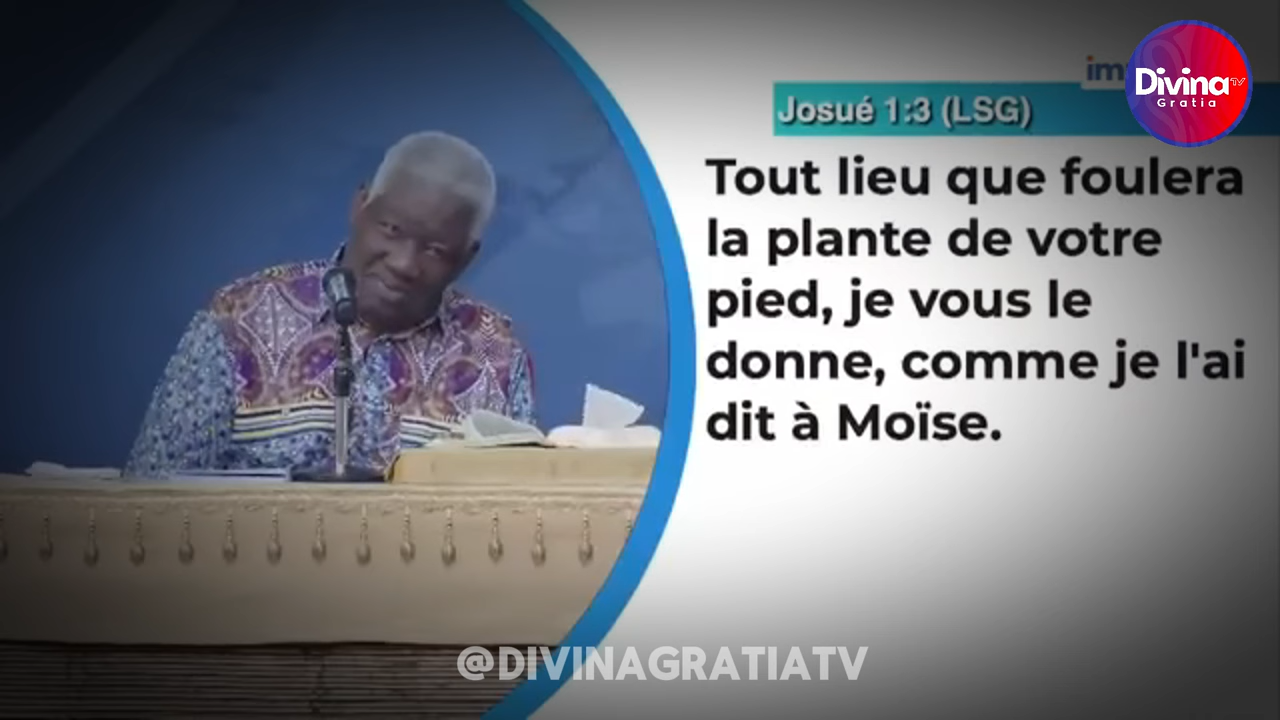 Divina TV
Gratia
Josué 1:3 (LSG)
Tout lieu que foulera
la plante de votre
pied, je vous le
donne, comme je l'ai
dit à Moïse.
@DIVINAGRATIATV